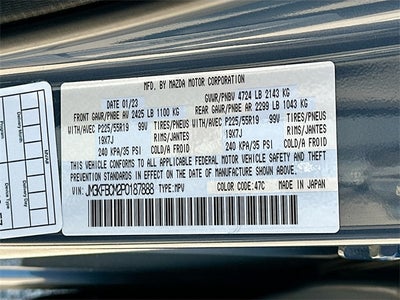 MFD. BY MAZDA MOTOR CORPORATION
DATE 01/23 GVWR/PNBV 4724 LB 2143 KG
FRONT GAWR/PNBE AV 2425 LB 1100 KG REAR GAWR/PNBE AR 2299 LB 1043 KG
WITH/AVEC P225/55R19 99V TIRES/PNEUS WITH/AVEC P225/55R19 99V TIRES/PNEUS
19X7J RIMS/JANTES 19X7J RIMS/JANTES
240 KPA/35 PSI COLD/A FROID 240 KPA/35 PSI COLD/A FROID
THIS VEHICLE CONFORMS TO ALL APPLICABLE FEDERAL MOTOR VEHICLE SAFETY, BUMPER, AND THEFT
PREVENTION STANDARDS IN EFFECT ON THE DATE OF MANUFACTURE SHOWN ABOVE.
VIN: JM3KFBCM2P0187888 TYPE: MPV COLOR CODE: 47C MADE IN JAPAN